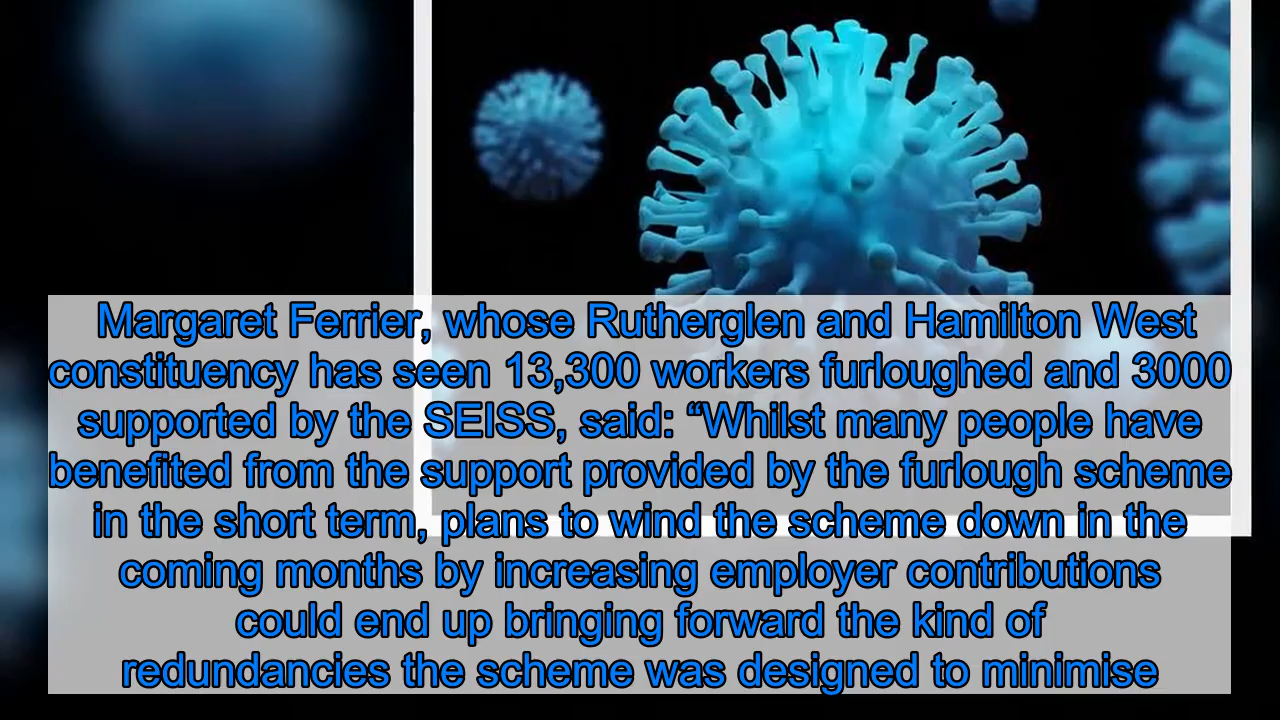 Margaret Ferrier, whose Rutherglen and Hamilton West
constituency has seen 13,300 workers furloughed and 3000
supported by the SEISS, said: “Whilst many people have
benefited from the support provided by the furlough scheme
in the short term, plans to wind the scheme down in the
coming months by increasing employer contributions
could end up bringing forward the kind of
redundancies the scheme was designed to minimise